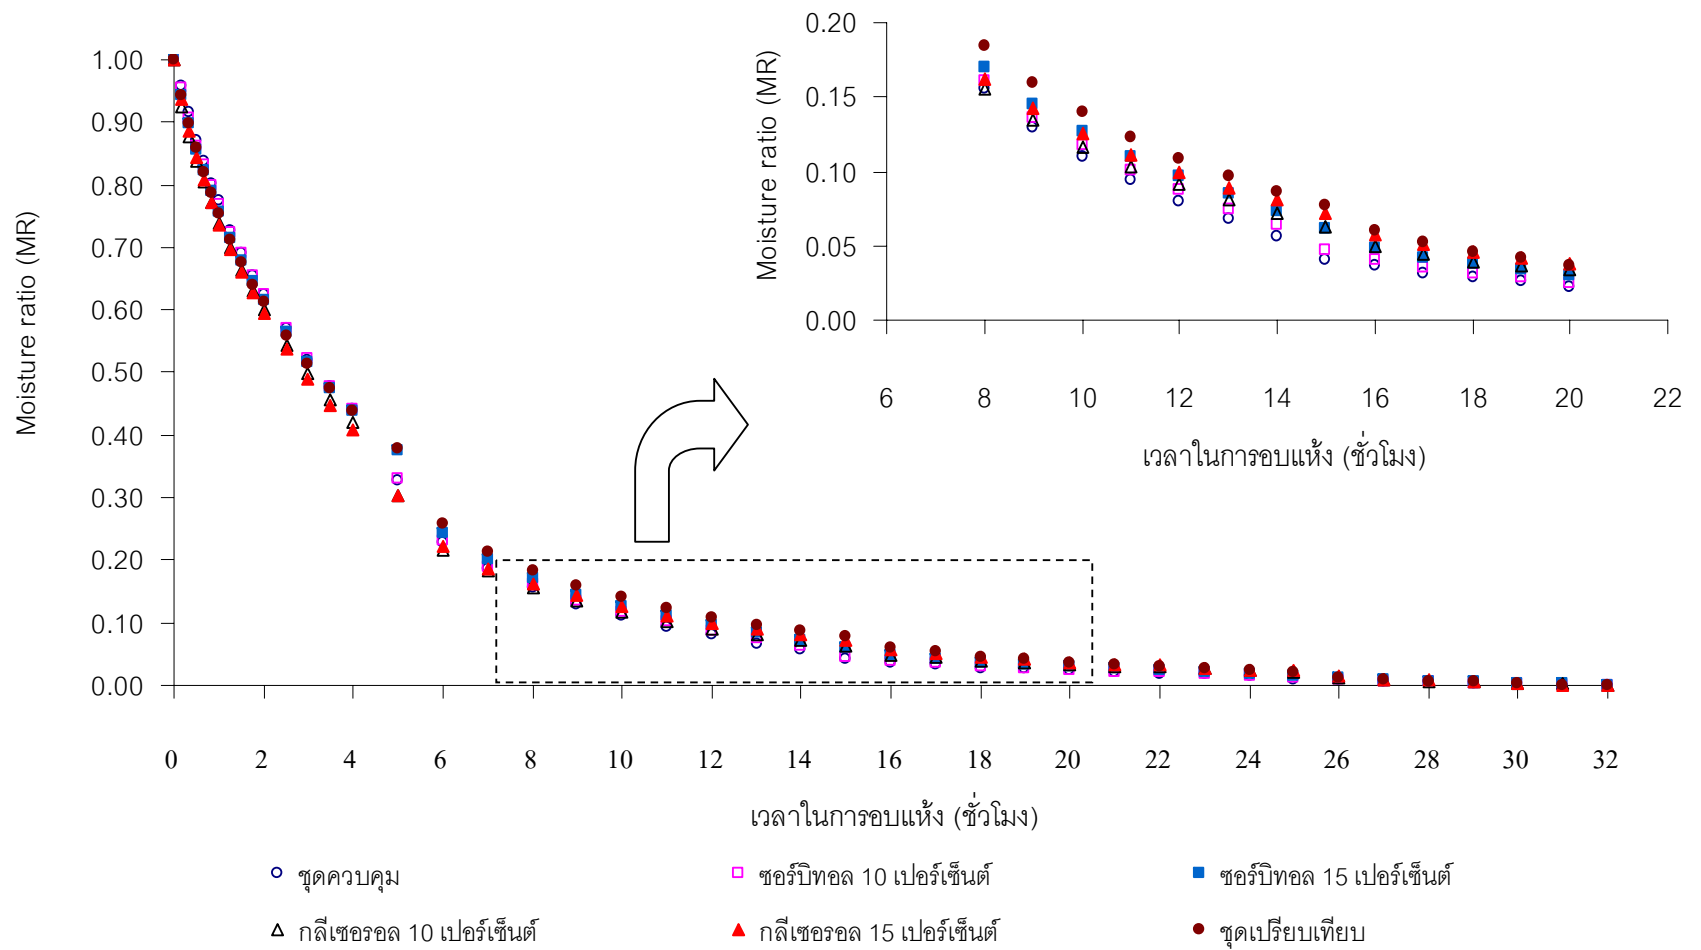 0.20
0.15
0.10
0.05
0.00
Moisture ratio (MR)
6 8 10 12 14 16 18 20 22
เวลาในการอบแห้ง (ชั่วโมง)
1.00
0.90
0.80
0.70
0.60
0.50
0.40
0.30
0.20
0.10
0.00
Moisture ratio (MR)
0 2 4 6 8 10 12 14 16 18 20 22 24 26 28 30 32
เวลาในการอบแห้ง (ชั่วโมง)
ชุดควบคุม ซอร์บิทอล 10 เปอร์เซ็นต์ ซอร์บิทอล 15 เปอร์เซ็นต์
กลีเซอรอล 10 เปอร์เซ็นต์ กลีเซอรอล 15 เปอร์เซ็นต์ ชุดเปรียบเทียบ